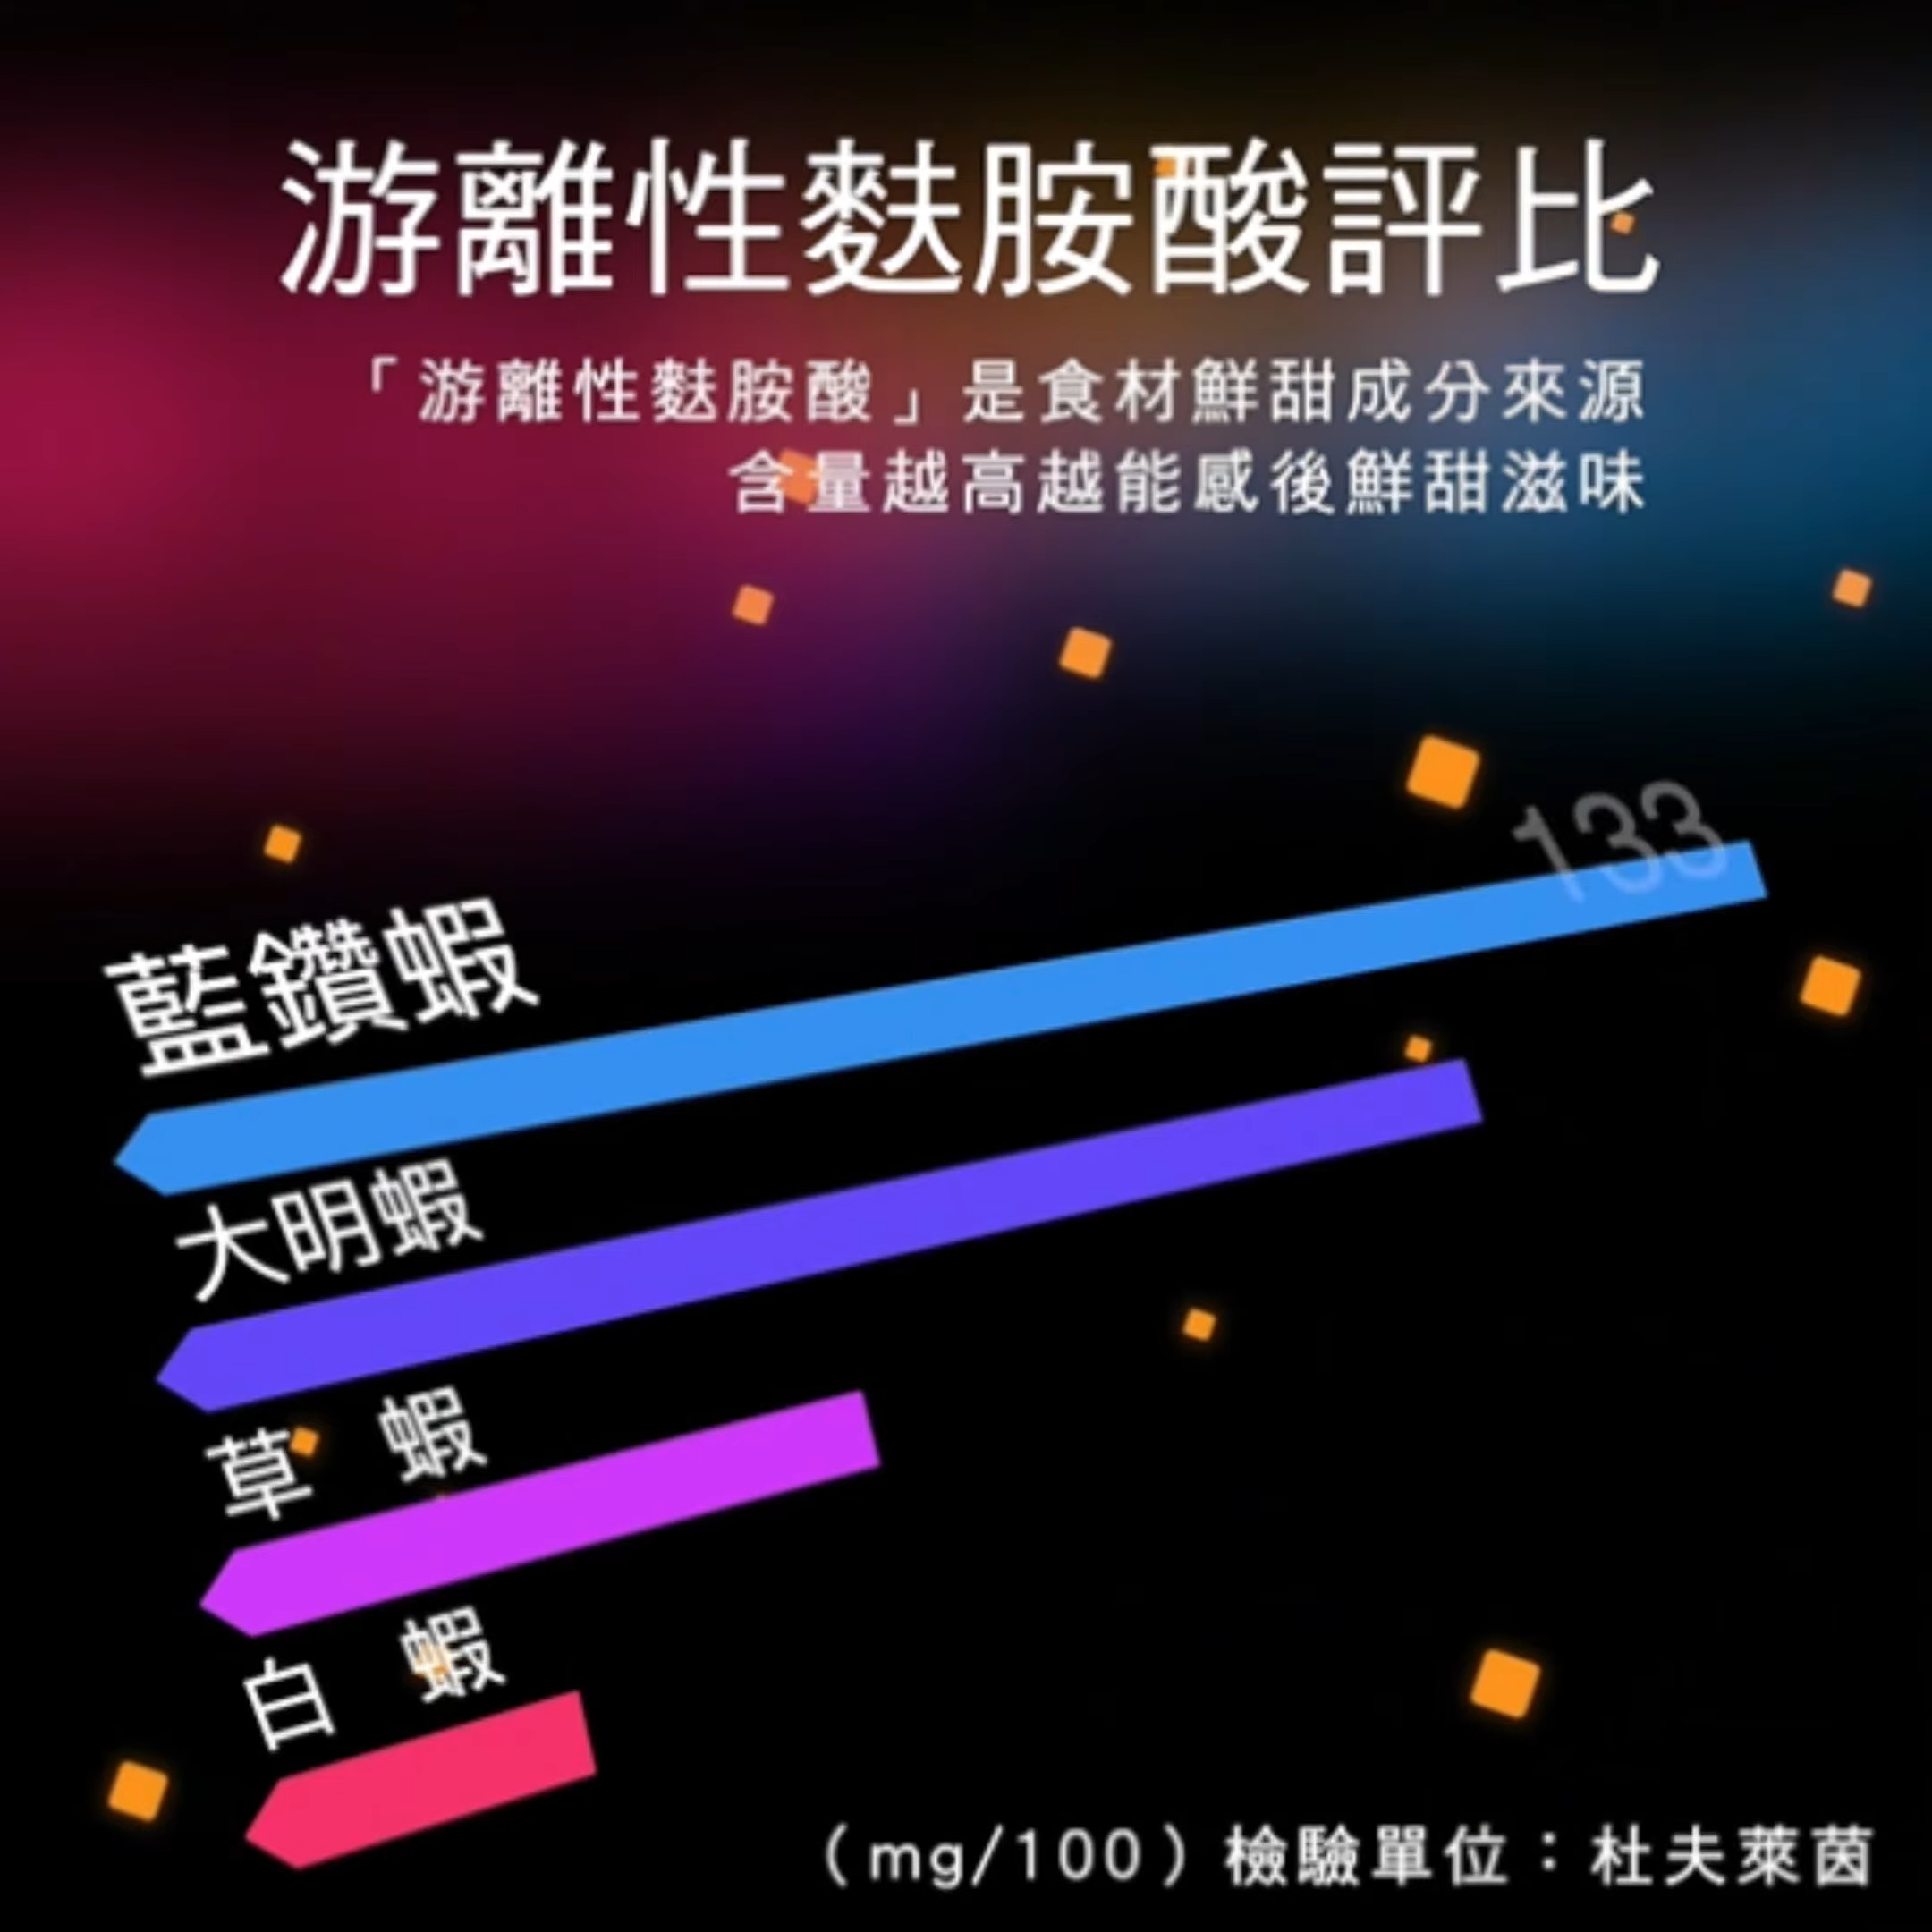 游離性麩胺酸評比
「游離性麩胺酸」是食材鮮甜成分來源
含量越高越能感後鮮甜滋味
133
藍鑽蝦
大明蝦
草 蝦
白 蝦
（mg/100）檢驗單位：杜夫萊茵